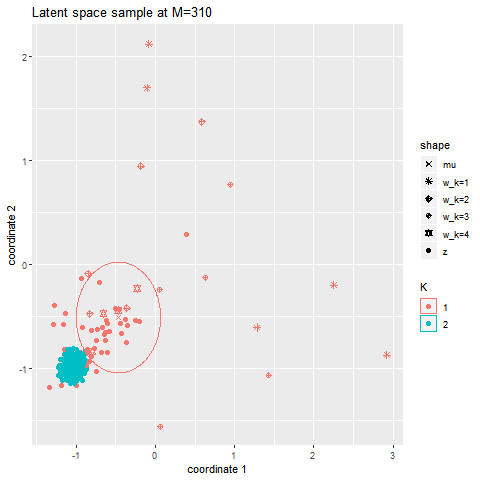 Latent space sample at M=310
coordinate 2
2
1
0
-1
-1
0
1
2
3
coordinate 1
shape
mu
w_k=1
w_k=2
w_k=3
w_k=4
z
K
1
2